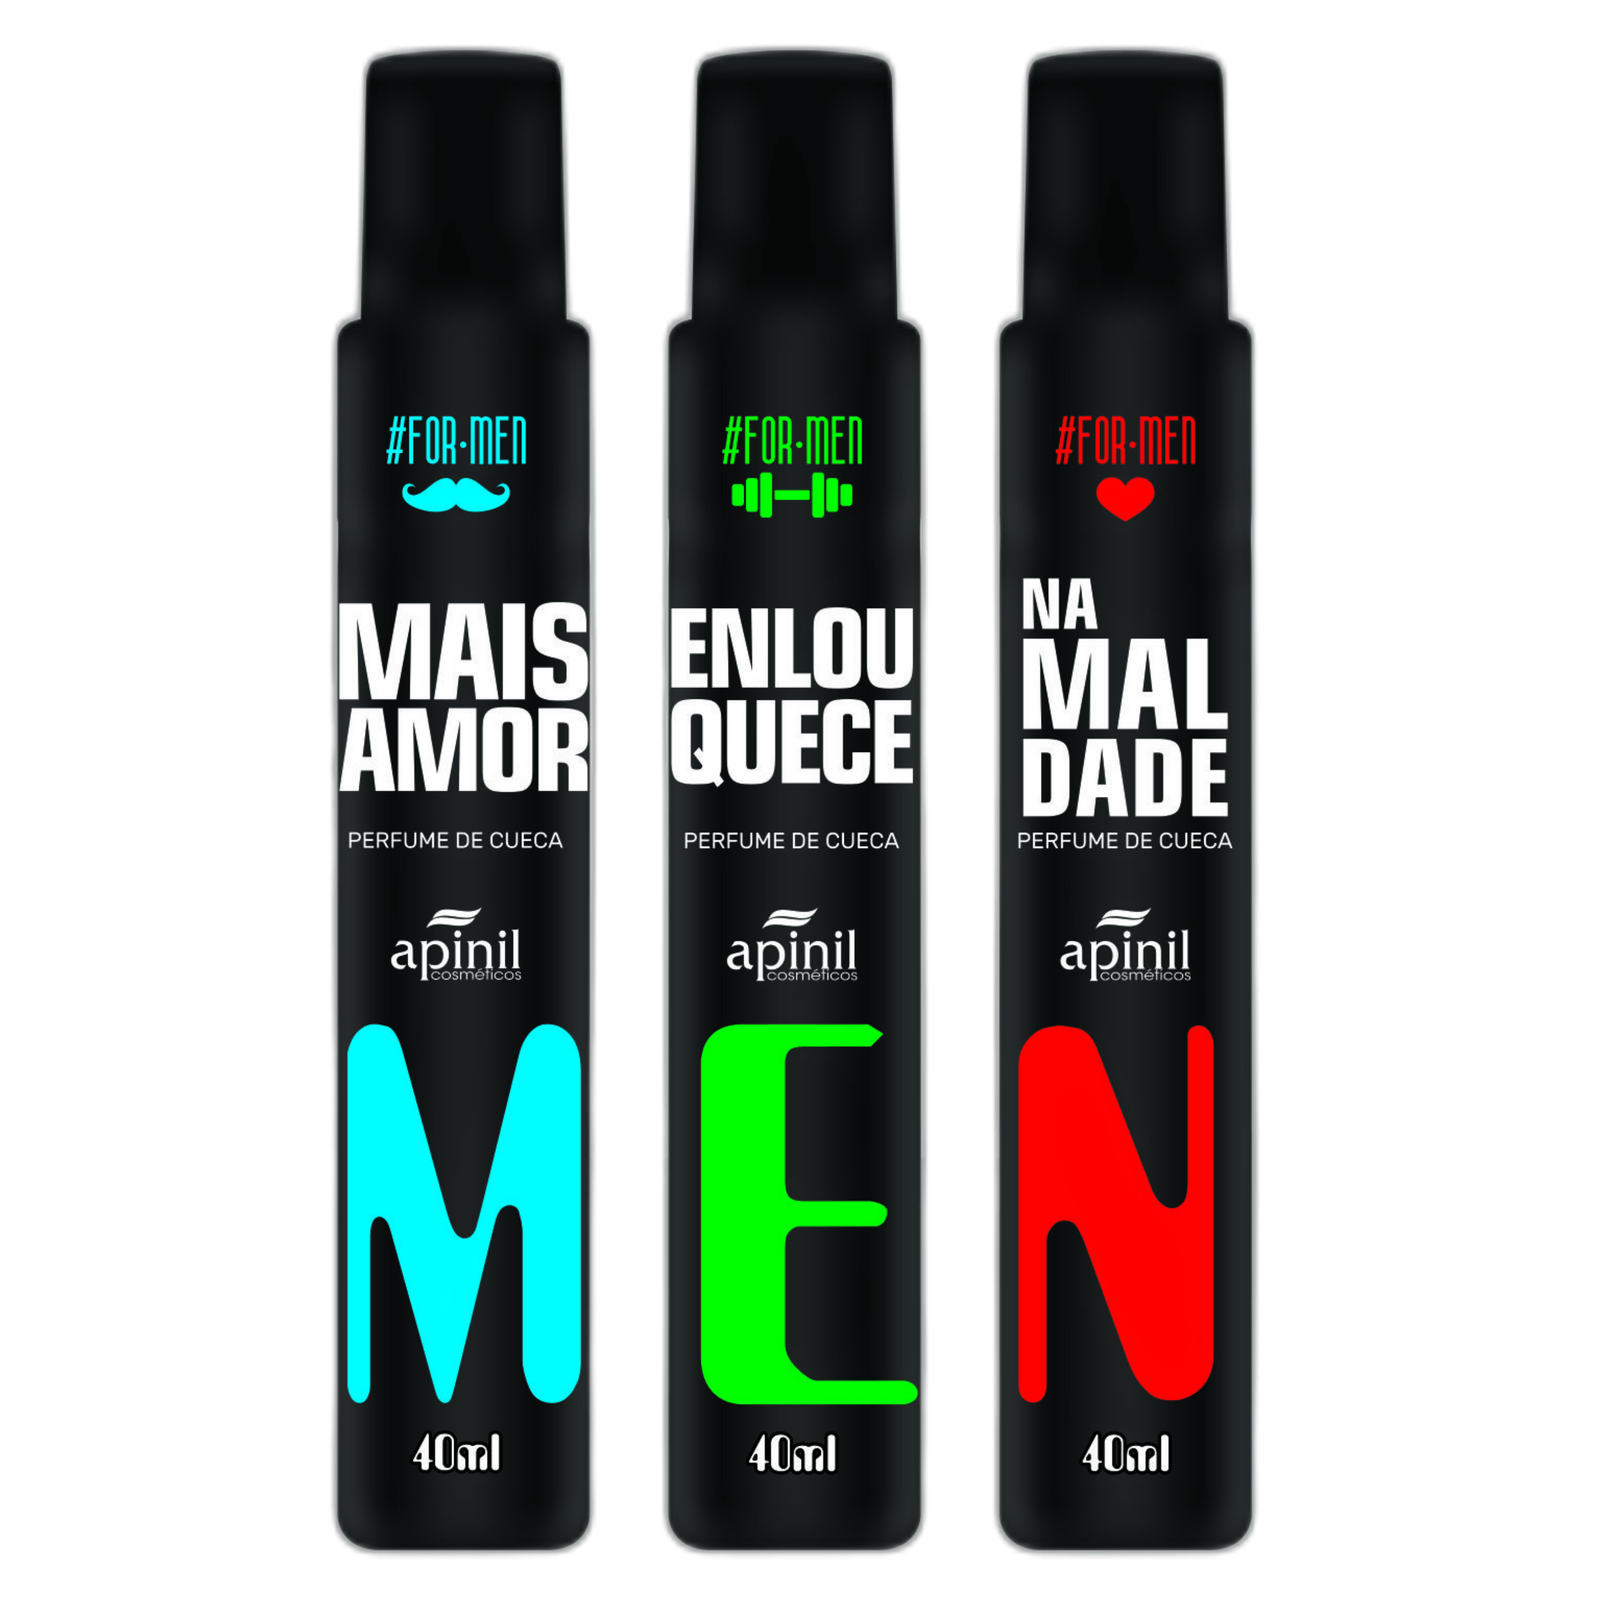 #FOR·MEN
MAIS
AMOR
PERFUME DE CUECA
apinil
cosméticos
M
40ml
#FOR·MEN
ENLOU
QUECE
PERFUME DE CUECA
apinil
cosméticos
E
40ml
#FOR·MEN
NA
MAL
DADE
PERFUME DE CUECA
apinil
cosméticos
N
40ml